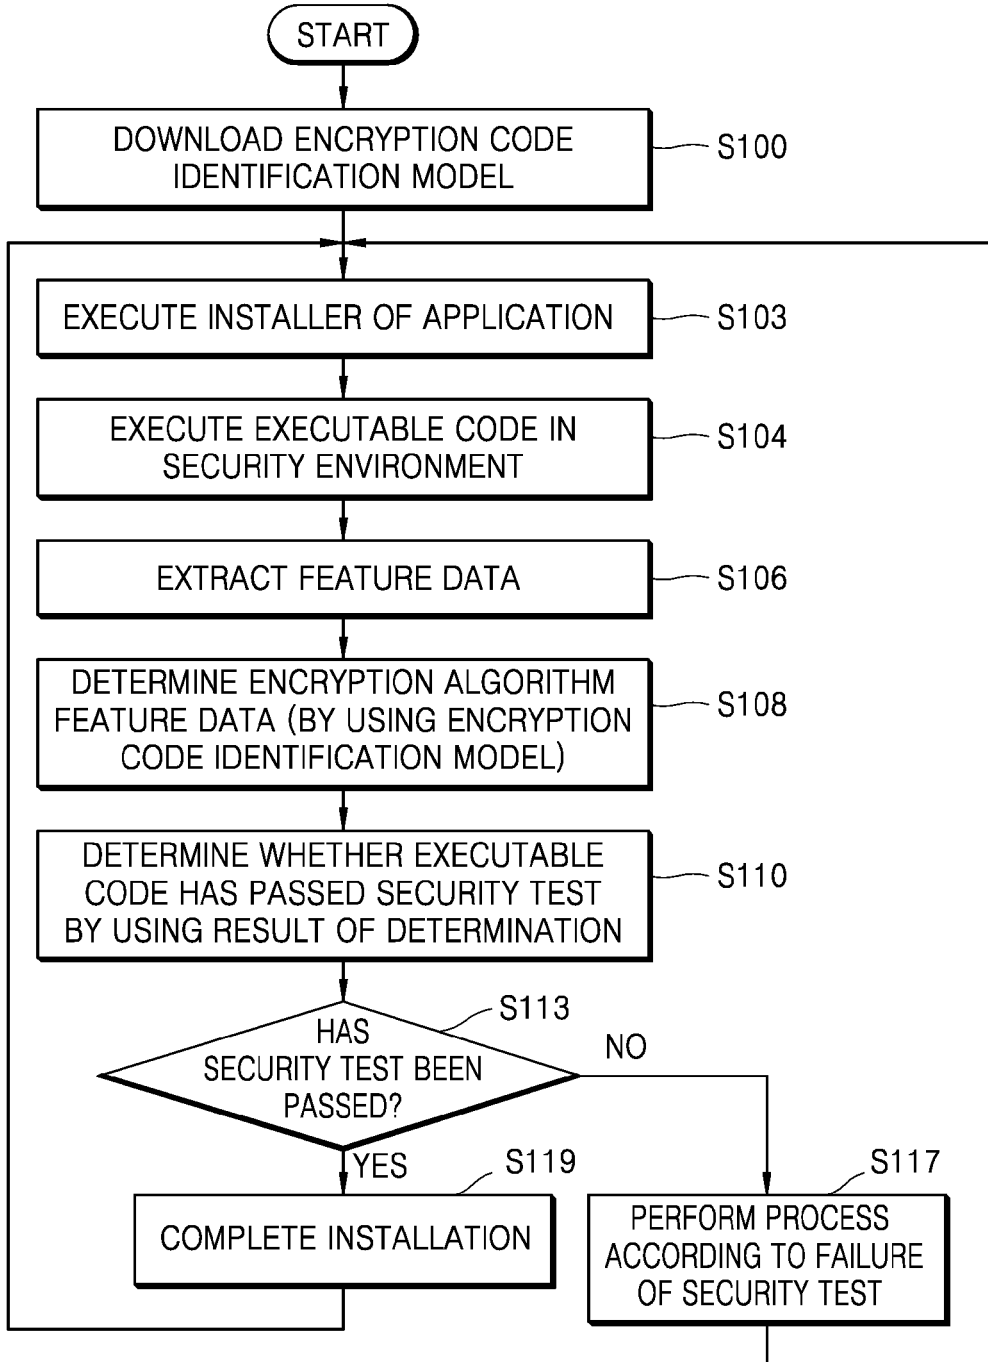 START
DOWNLOAD ENCRYPTION CODE
IDENTIFICATION MODEL
S100
EXECUTE INSTALLER OF APPLICATION
S103
EXECUTE EXECUTABLE CODE IN
SECURITY ENVIRONMENT
S104
EXTRACT FEATURE DATA
S106
DETERMINE ENCRYPTION ALGORITHM
FEATURE DATA (BY USING ENCRYPTION
CODE IDENTIFICATION MODEL)
S108
DETERMINE WHETHER EXECUTABLE
CODE HAS PASSED SECURITY TEST
BY USING RESULT OF DETERMINATION
S110
S113
HAS
SECURITY TEST BEEN
PASSED?
NO
YES
S119
COMPLETE INSTALLATION
S117
PERFORM PROCESS
ACCORDING TO FAILURE
OF SECURITY TEST